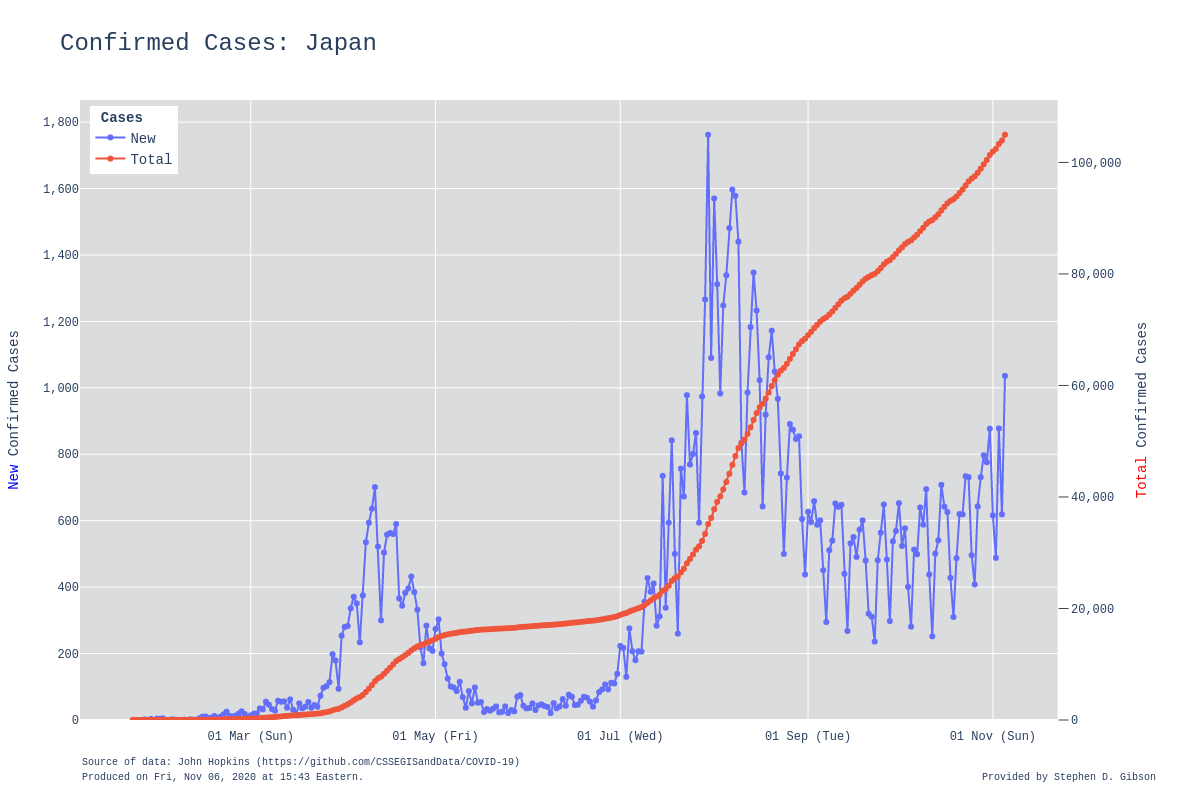 Confirmed Cases: Japan
Cases
New
Total
1,800
1,600
1,400
1,200
1,000
800
600
400
200
0
New Confirmed Cases
100,000
80,000
60,000
40,000
20,000
0
Total Confirmed Cases
01 Mar (Sun)
01 May (Fri)
01 Jul (Wed)
01 Sep (Tue)
01 Nov (Sun)
Source of data: John Hopkins (https://github.com/CSSEGISandData/COVID-19)
Produced on Fri, Nov 06, 2020 at 15:43 Eastern.
Provided by Stephen D. Gibson